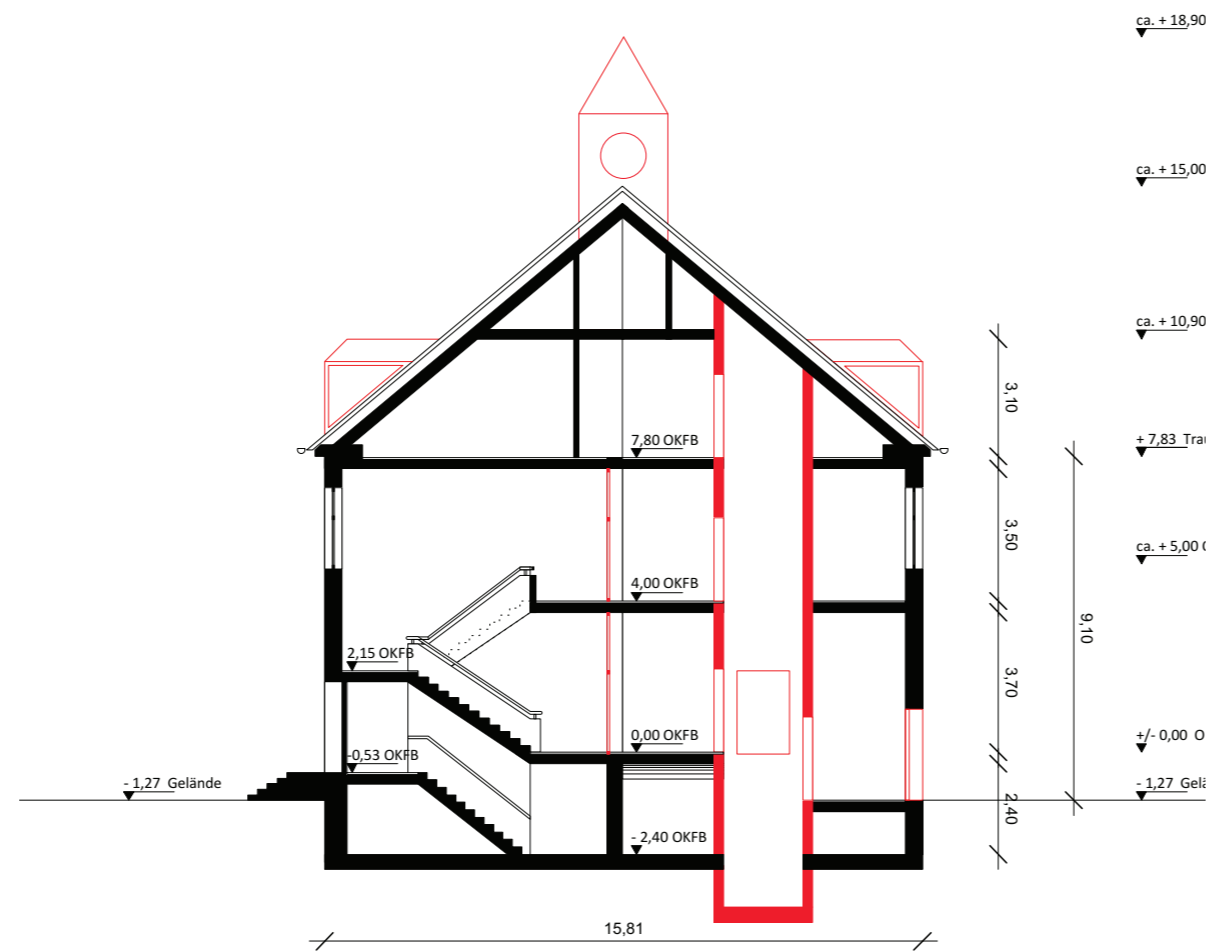 ca. + 18,90
ca. + 15,00
ca. + 10,90
3,10
7,80 OKFB
+ 7,83 Trau
3,50
ca. + 5,00
4,00 OKFB
9,10
2,15 OKFB
3,70
0,00 OKFB
+/- 0,00 O
-0,53 OKFB
- 1,27 Gelände
- 1,27 Gelä
2,40
- 2,40 OKFB
15,81